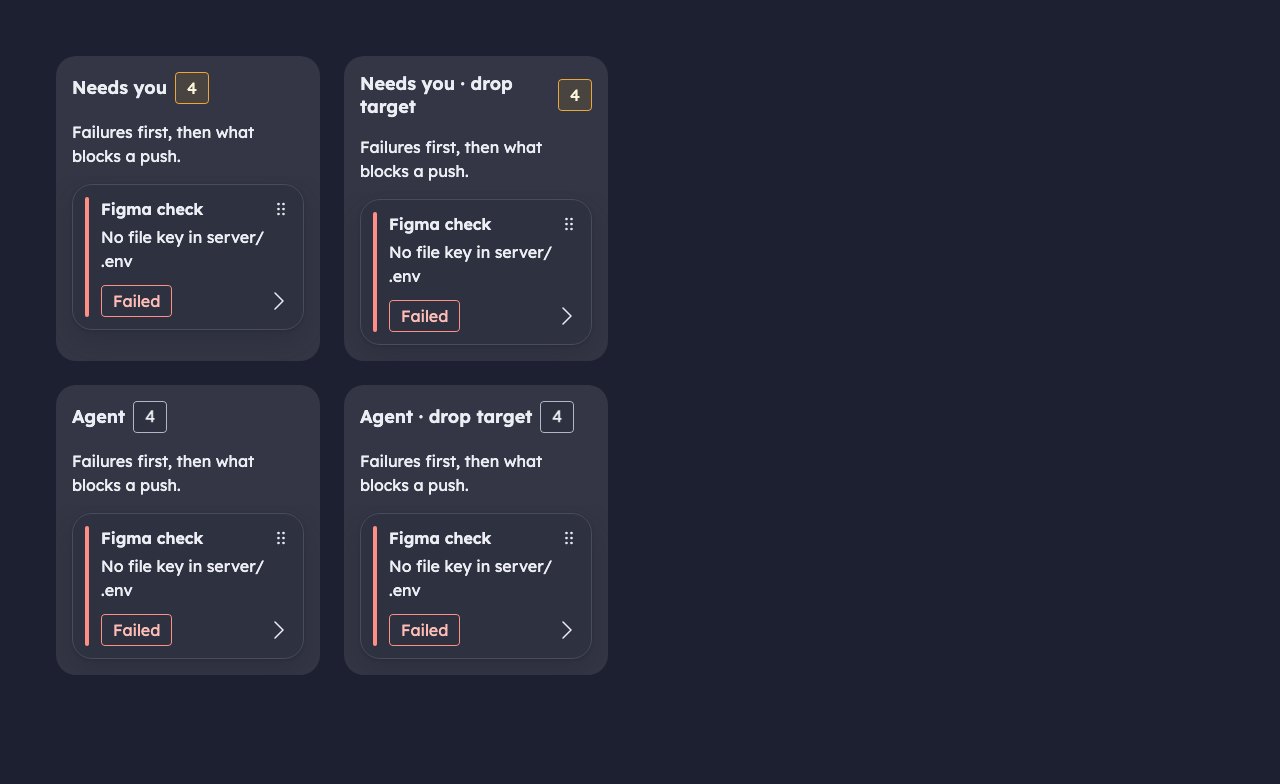 Needs you 4
Failures first, then what
blocks a push.
Figma check
No file key in server/
.env
Failed
Needs you · drop
target
4
Failures first, then what
blocks a push.
Figma check
No file key in server/
.env
Failed
Agent 4
Failures first, then what
blocks a push.
Figma check
No file key in server/
.env
Failed
Agent · drop target 4
Failures first, then what
blocks a push.
Figma check
No file key in server/
.env
Failed